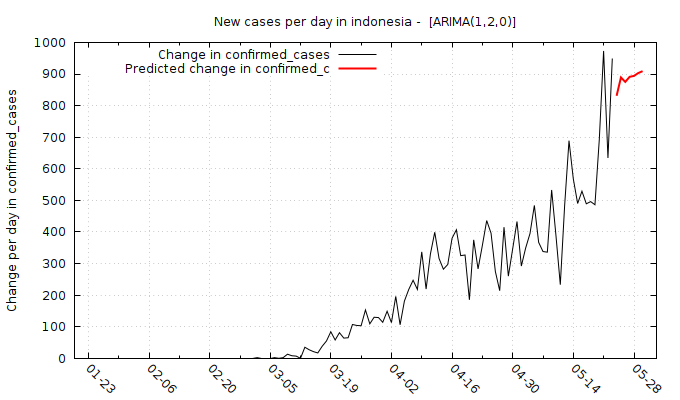 New cases per day in indonesia -  [ARIMA(1,2,0)]
Change in confirmed_cases
Predicted change in confirmed_c
Change per day in confirmed_cases
1000
900
800
700
600
500
400
300
200
100
0
01-23 02-06 02-20 03-05 03-19 04-02 04-16 04-30 05-14 05-28